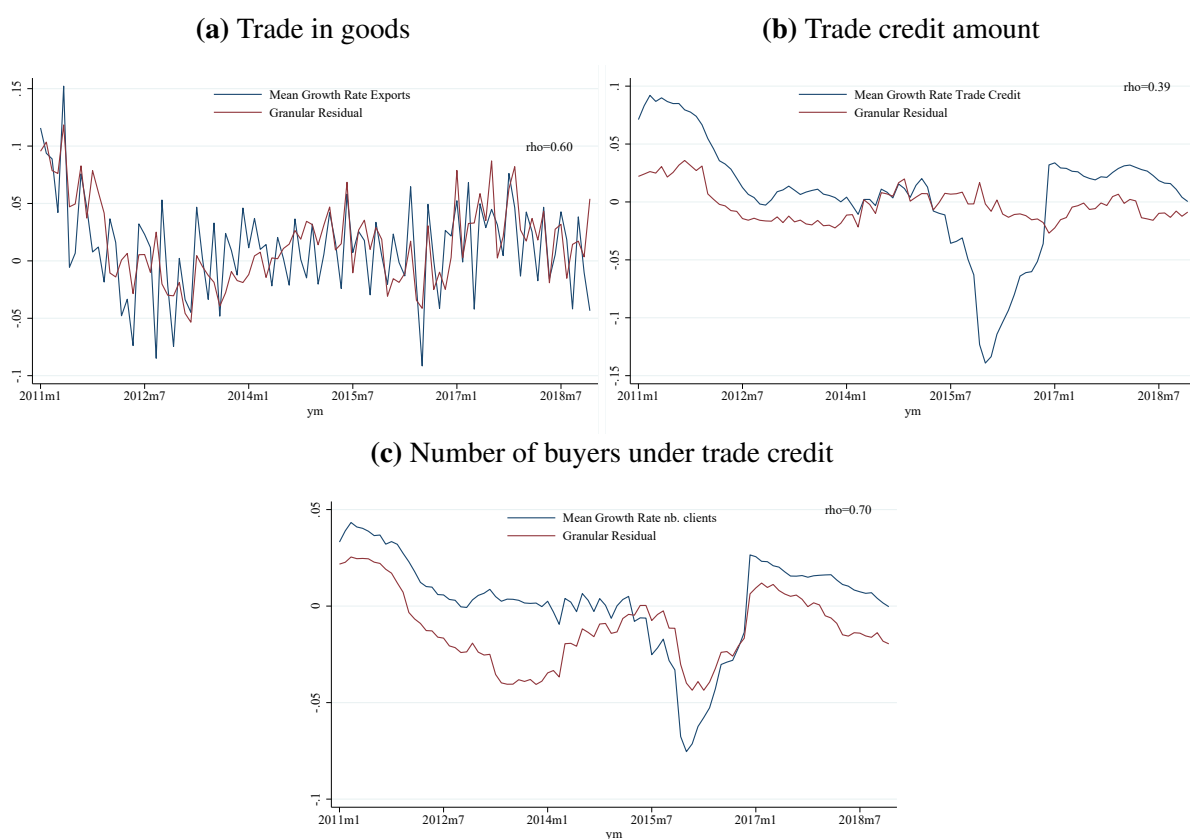 (a) Trade in goods
.15
.1
.05
0
-.05
-.1
Mean Growth Rate Exports
Granular Residual
rho=0.60
2011m1 2012m7 2014m1 2015m7 2017m1 2018m7
ym
(b) Trade credit amount
.1
.05
0
-.05
-.1
-.15
Mean Growth Rate Trade Credit
Granular Residual
rho=0.39
2011m1 2012m7 2014m1 2015m7 2017m1 2018m7
ym
(c) Number of buyers under trade credit
.05
0
-.05
-.1
Mean Growth Rate nb. clients
Granular Residual
rho=0.70
2011m1 2012m7 2014m1 2015m7 2017m1 2018m7
ym